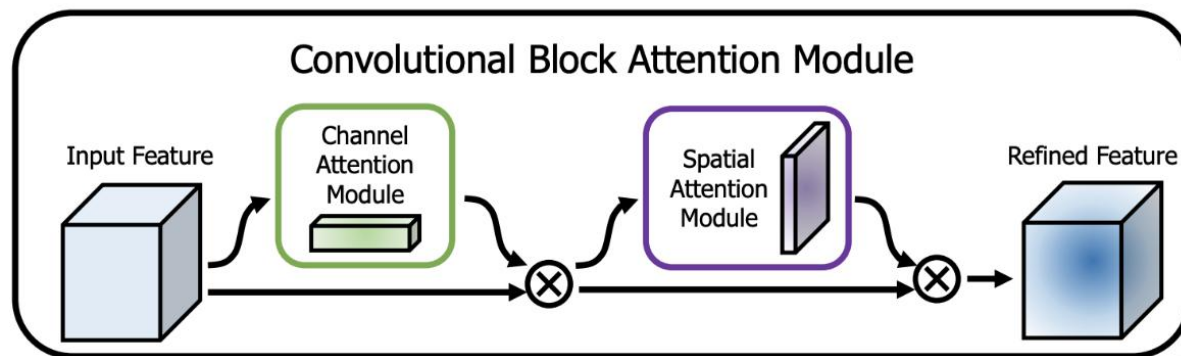 Convolutional Block Attention Module
Input Feature
Channel
Attention
Module
Spatial
Attention
Module
Refined Feature